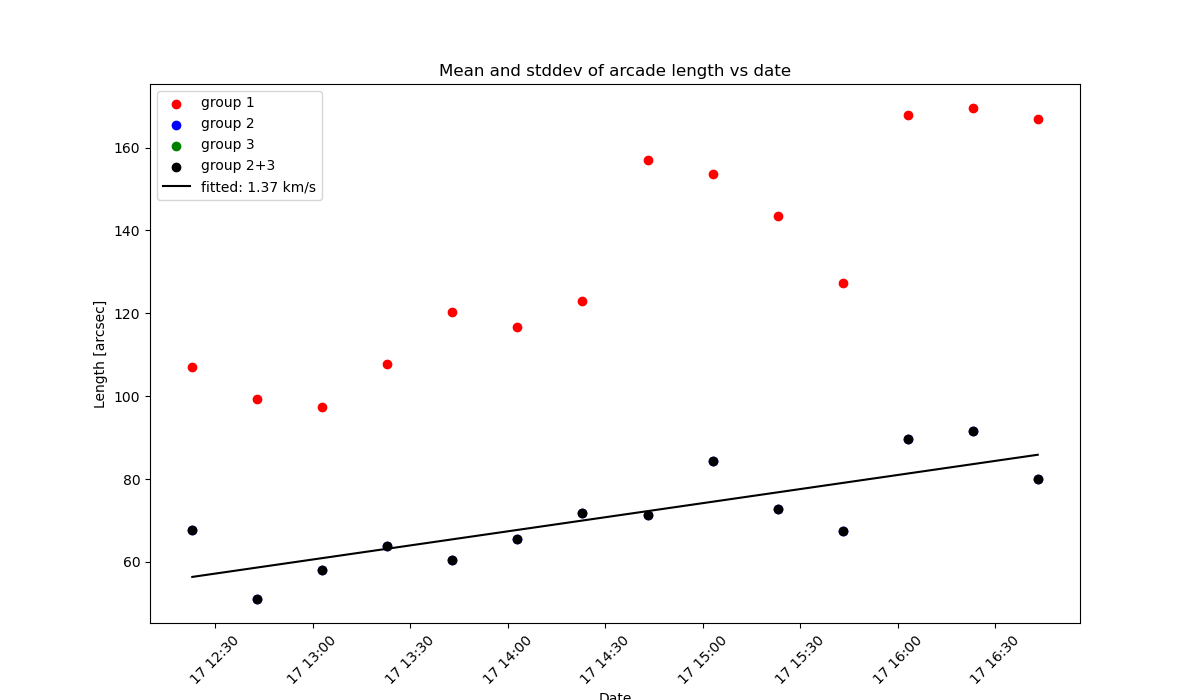 Mean and stddev of arcade length vs date
group 1
group 2
group 3
group 2+3
fitted: 1.37 km/s
160
140
120
100
80
60
Length [arcsec]
17 12:30
17 13:00
17 13:30
17 14:00
17 14:30
17 15:00
17 15:30
17 16:00
17 16:30
Date